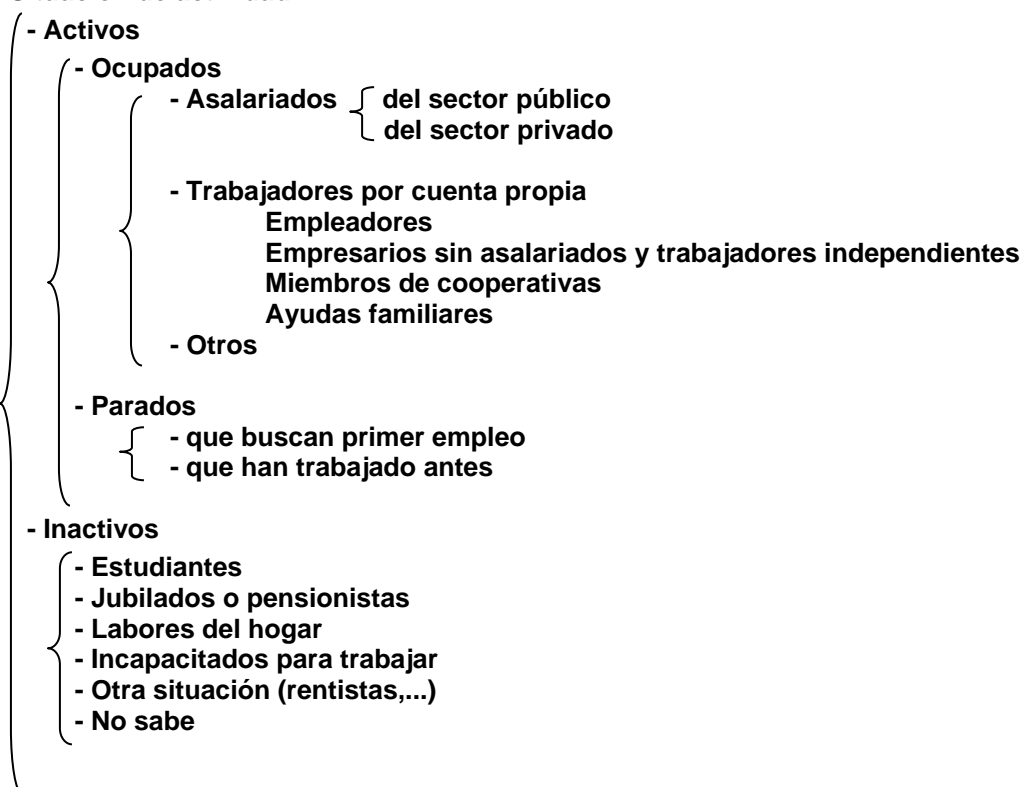 - Activos
- Ocupados
- Asalariados del sector público
del sector privado
- Trabajadores por cuenta propia
Empleadores
Empresarios sin asalariados y trabajadores independientes
Miembros de cooperativas
Ayudas familiares
- Otros
- Parados
- que buscan primer empleo
- que han trabajado antes
- Inactivos
- Estudiantes
- Jubilados o pensionistas
- Labores del hogar
- Incapacitados para trabajar
- Otra situación (rentistas,...)
- No sabe